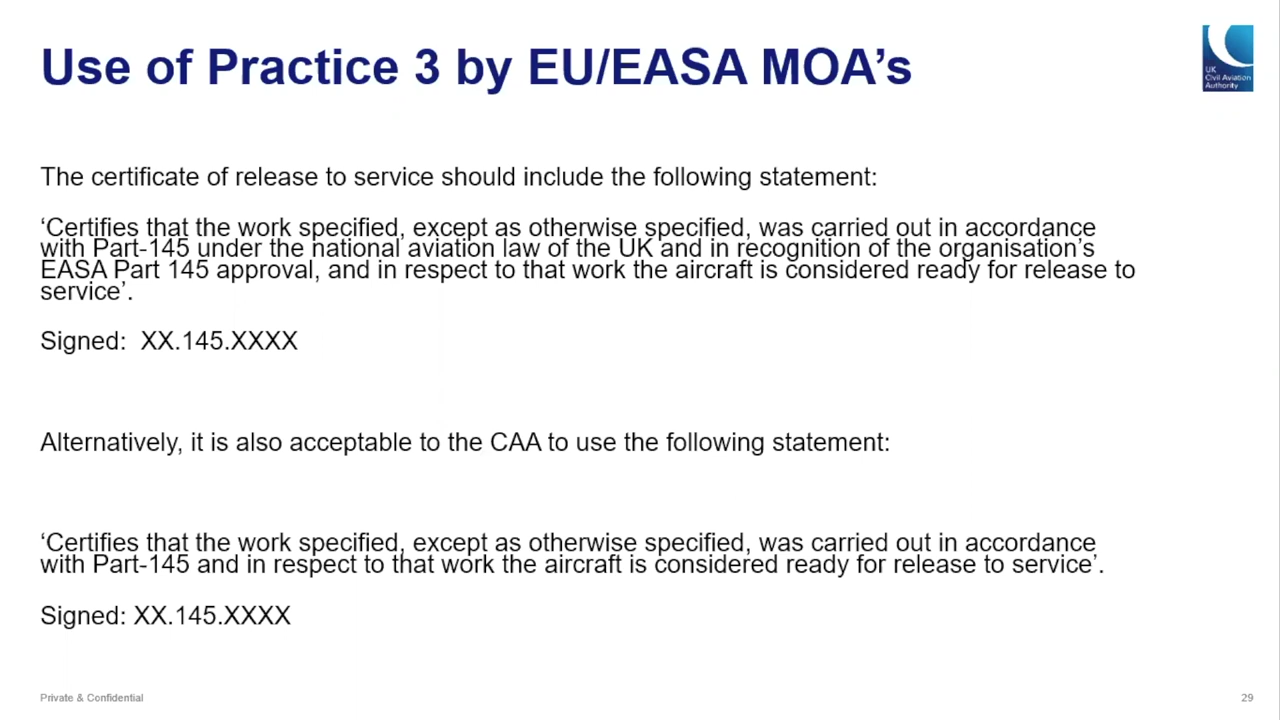 Use of Practice 3 by EU/EASA MOA’s
UK
Civil Aviation
Authority
The certificate of release to service should include the following statement:
‘Certifies that the work specified, except as otherwise specified, was carried out in accordance
with Part-145 under the national aviation law of the UK and in recognition of the organisation’s
EASA Part 145 approval, and in respect to that work the aircraft is considered ready for release to
service’.
Signed:  XX.145.XXXX
Alternatively, it is also acceptable to the CAA to use the following statement:
‘Certifies that the work specified, except as otherwise specified, was carried out in accordance
with Part-145 and in respect to that work the aircraft is considered ready for release to service’.
Signed: XX.145.XXXX
Private & Confidential
29